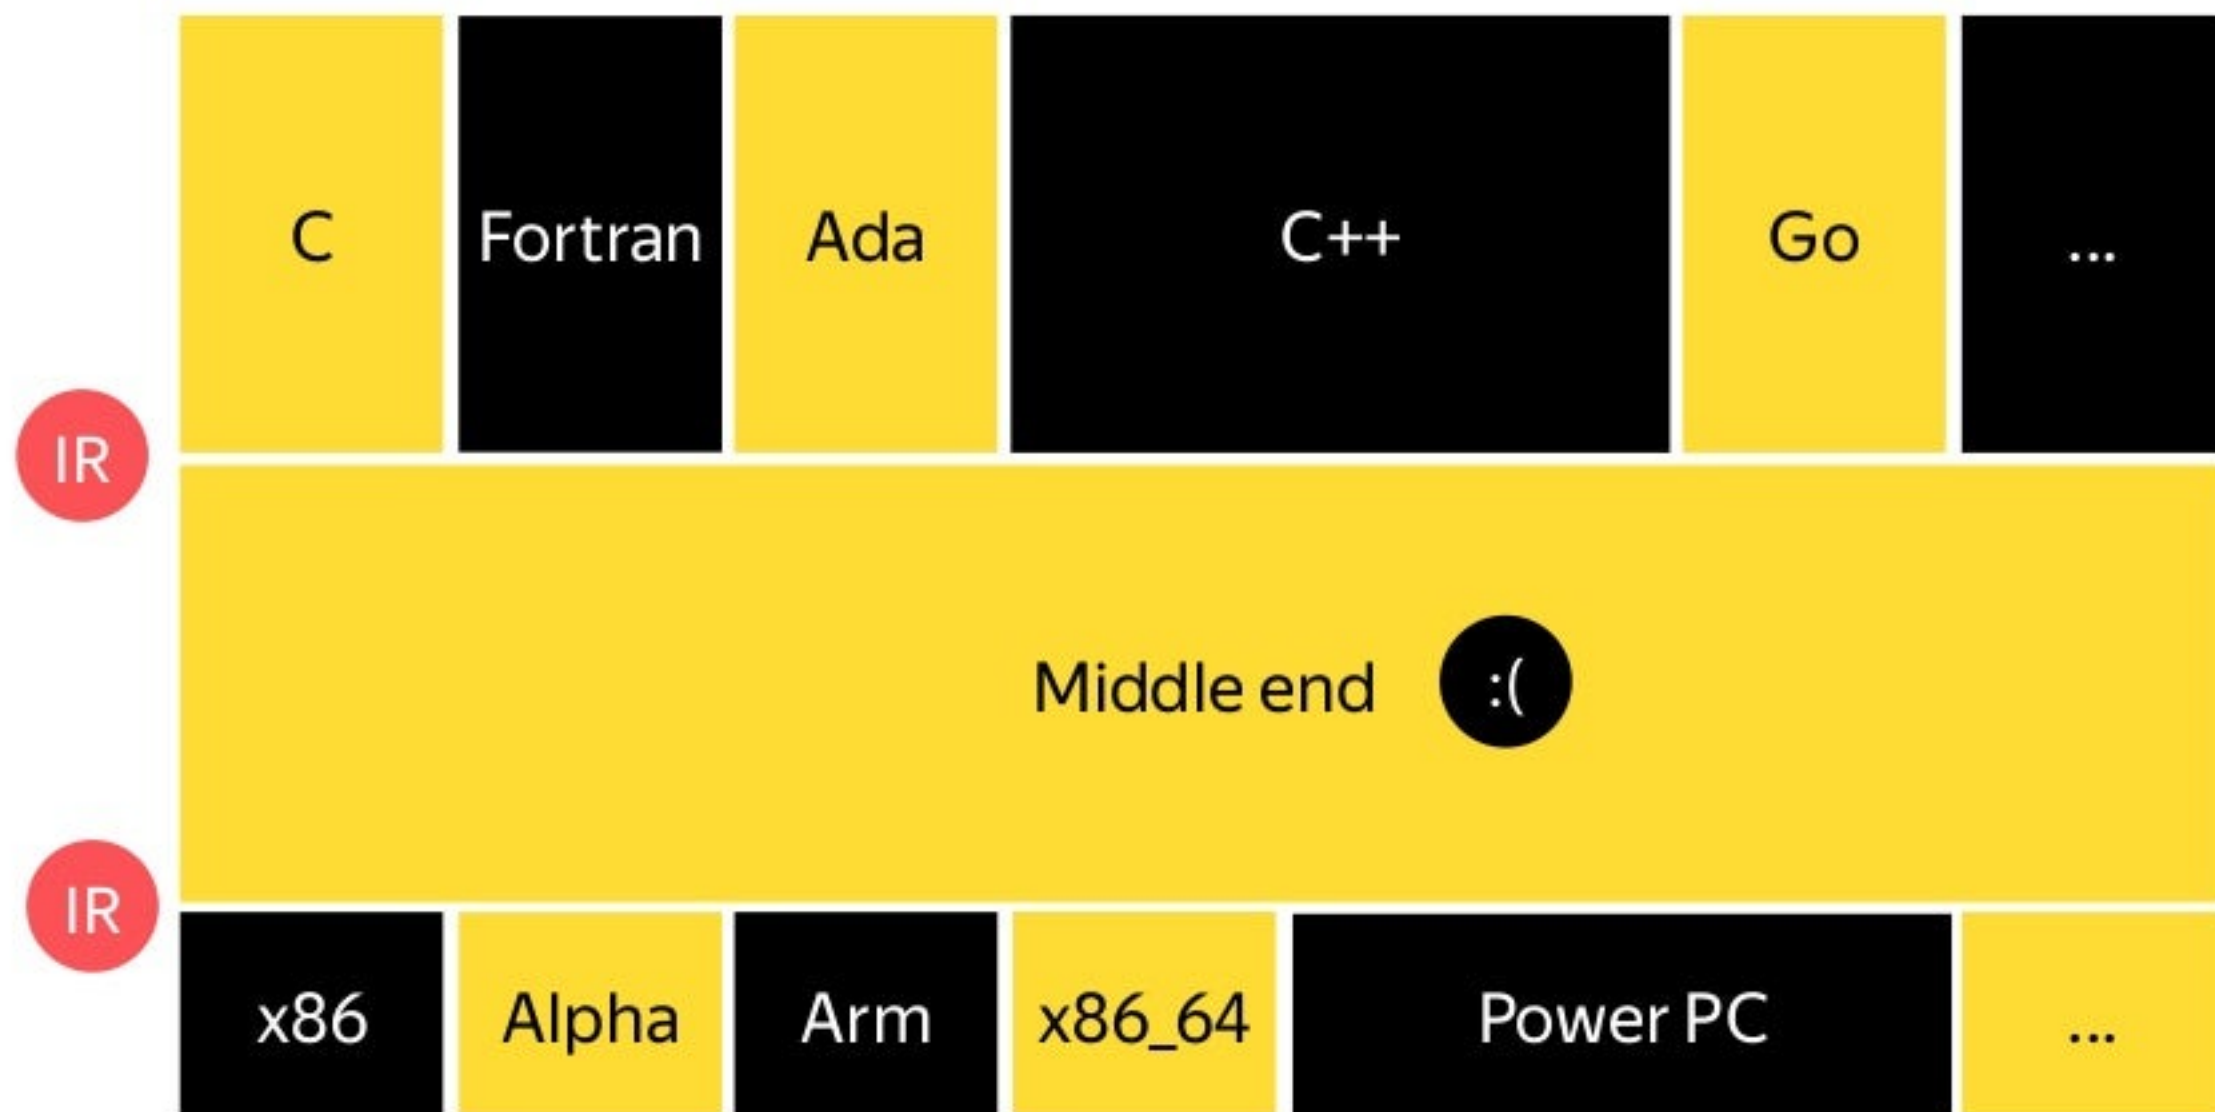 C
Fortran
Ada
C++
Go
...
IR
Middle end
:(
IR
x86
Alpha
Arm
x86_64
Power PC
...